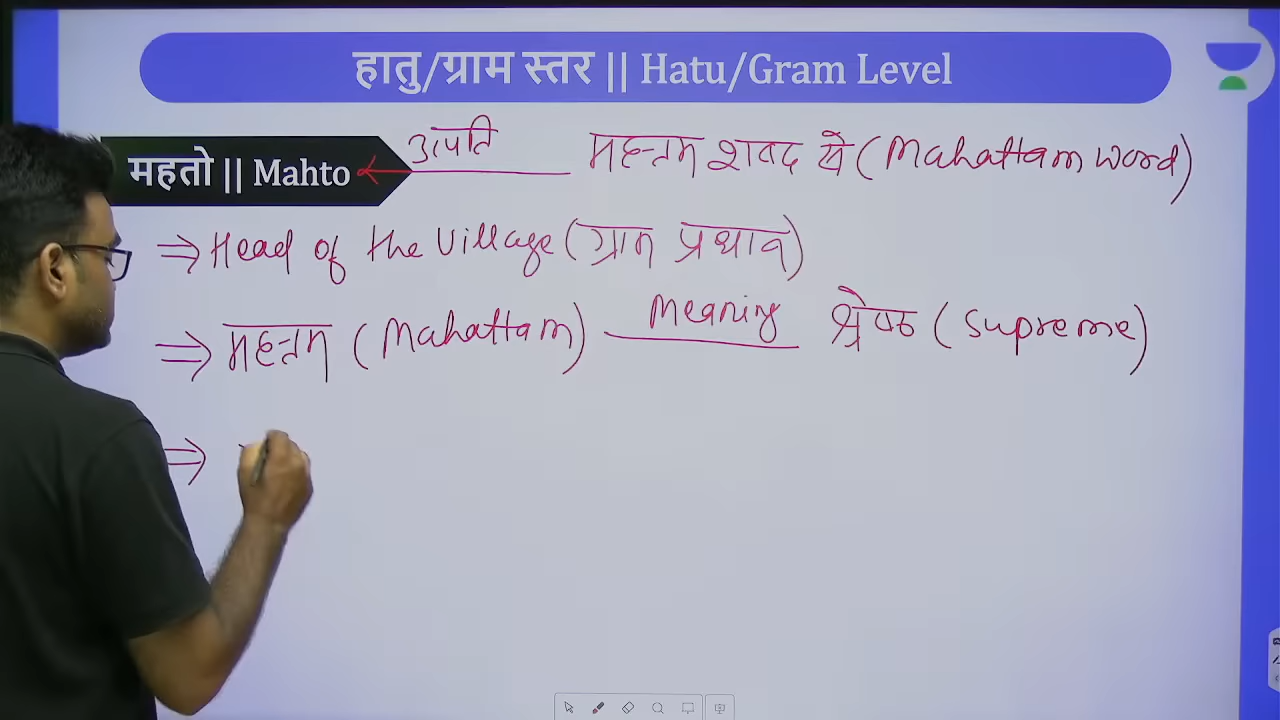 हातु/ग्राम स्तर || Hatu/Gram Level
महतो || Mahto
उत्पति
महत्तम शब्द से (Mahattam word)
⇒ Head of the Village (ग्राम प्रधान)
⇒ महत्तम (Mahattam) Meaning श्रेष्ठ (Supreme)
⇒